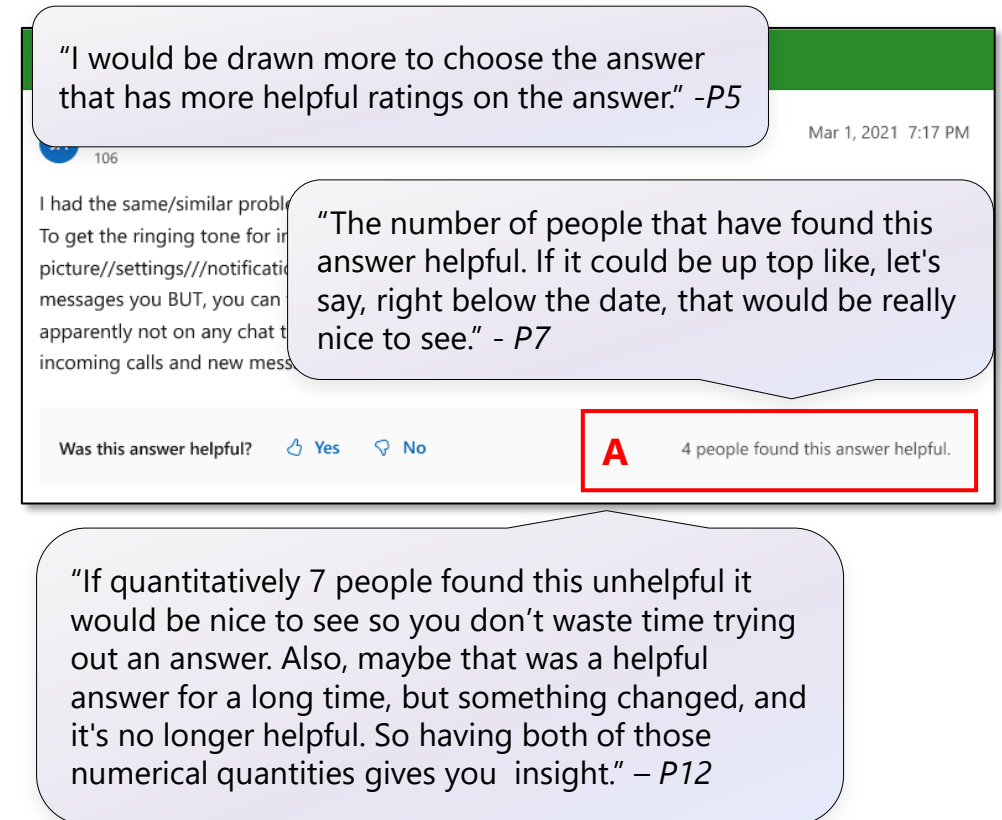 “I would be drawn more to choose the answer
that has more helpful ratings on the answer.” -P5
Mar 1, 2021 7:17 PM
106
I had the same/similar
To get the ringing tone for
“The number of people that have found this
answer helpful. If it could be up top like, let's
say, right below the date, that would be really
nice to see.” - P7
messages you BUT, you can
apparently not on any chat
incoming calls and new
Was this answer helpful? Yes No
A
4 people found this answer helpful.
“If quantitatively 7 people found this unhelpful it
would be nice to see so you don’t waste time trying
out an answer. Also, maybe that was a helpful
answer for a long time, but something changed, and
it's no longer helpful. So having both of those
numerical quantities gives you insight.” – P12